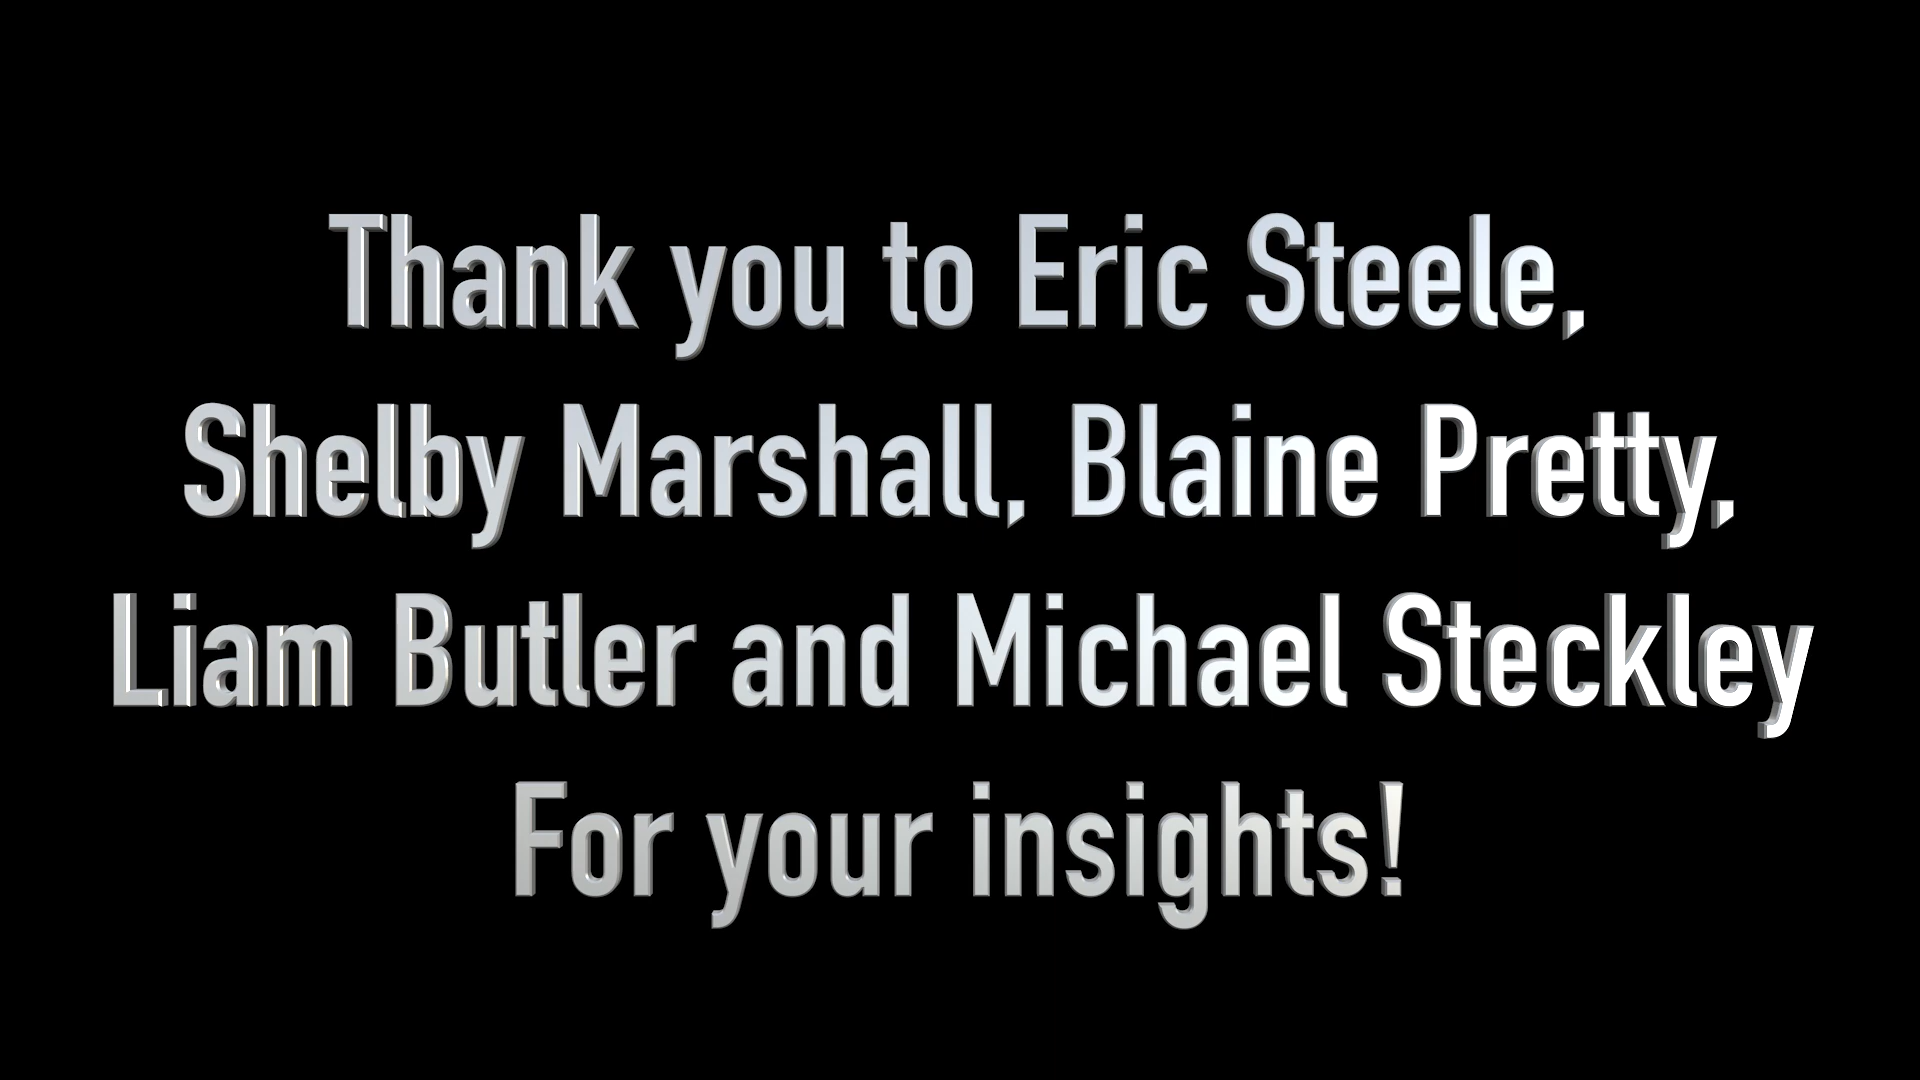 Thank you to Eric Steele,
Shelby Marshall, Blaine Pretty,
Liam Butler and Michael Steckley
For your insights!